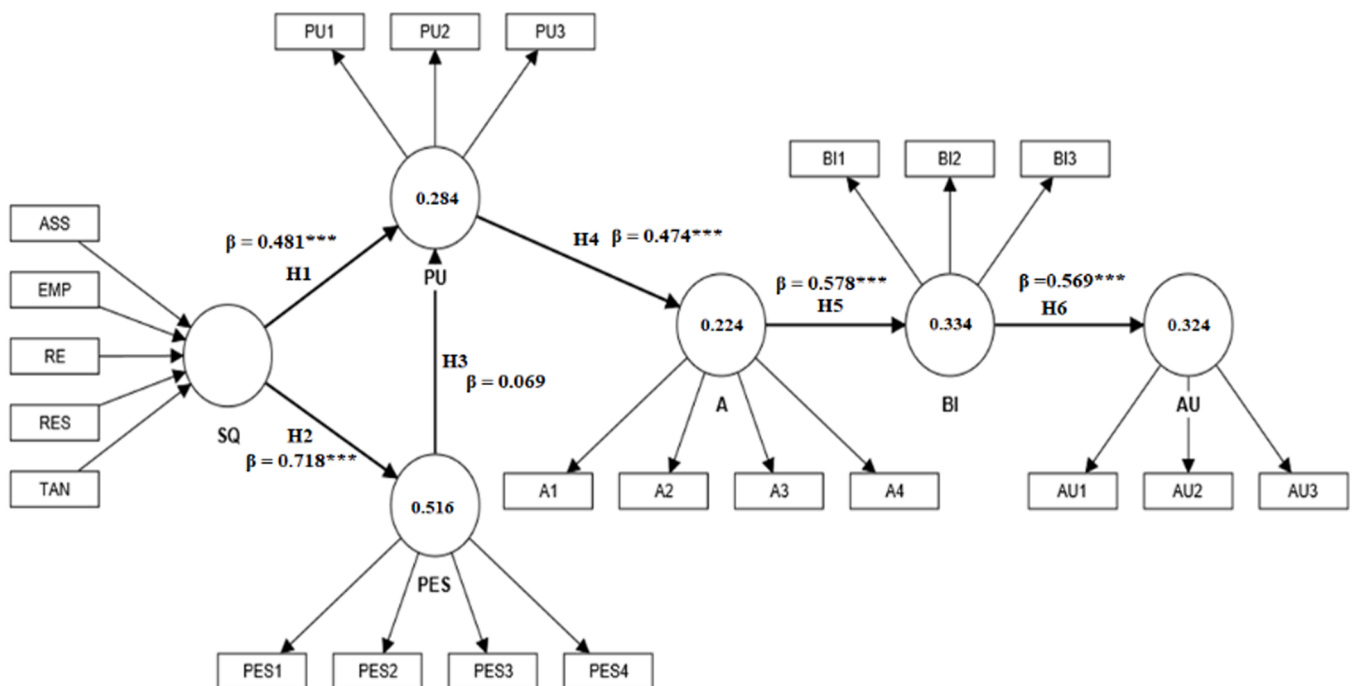 PU1
PU2
PU3
BI1
BI2
BI3
0.284
ASS
β = 0.481***
H4 β = 0.474***
H1
PU
EMP
β = 0.578***
β =0.569***
H5
H6
0.224
0.334
0.324
RE
H3
β = 0.069
A
BI
AU
RES
SQ
H2
β = 0.718***
TAN
A1
A2
A3
A4
AU1
AU2
AU3
0.516
PES
PES1
PES2
PES3
PES4